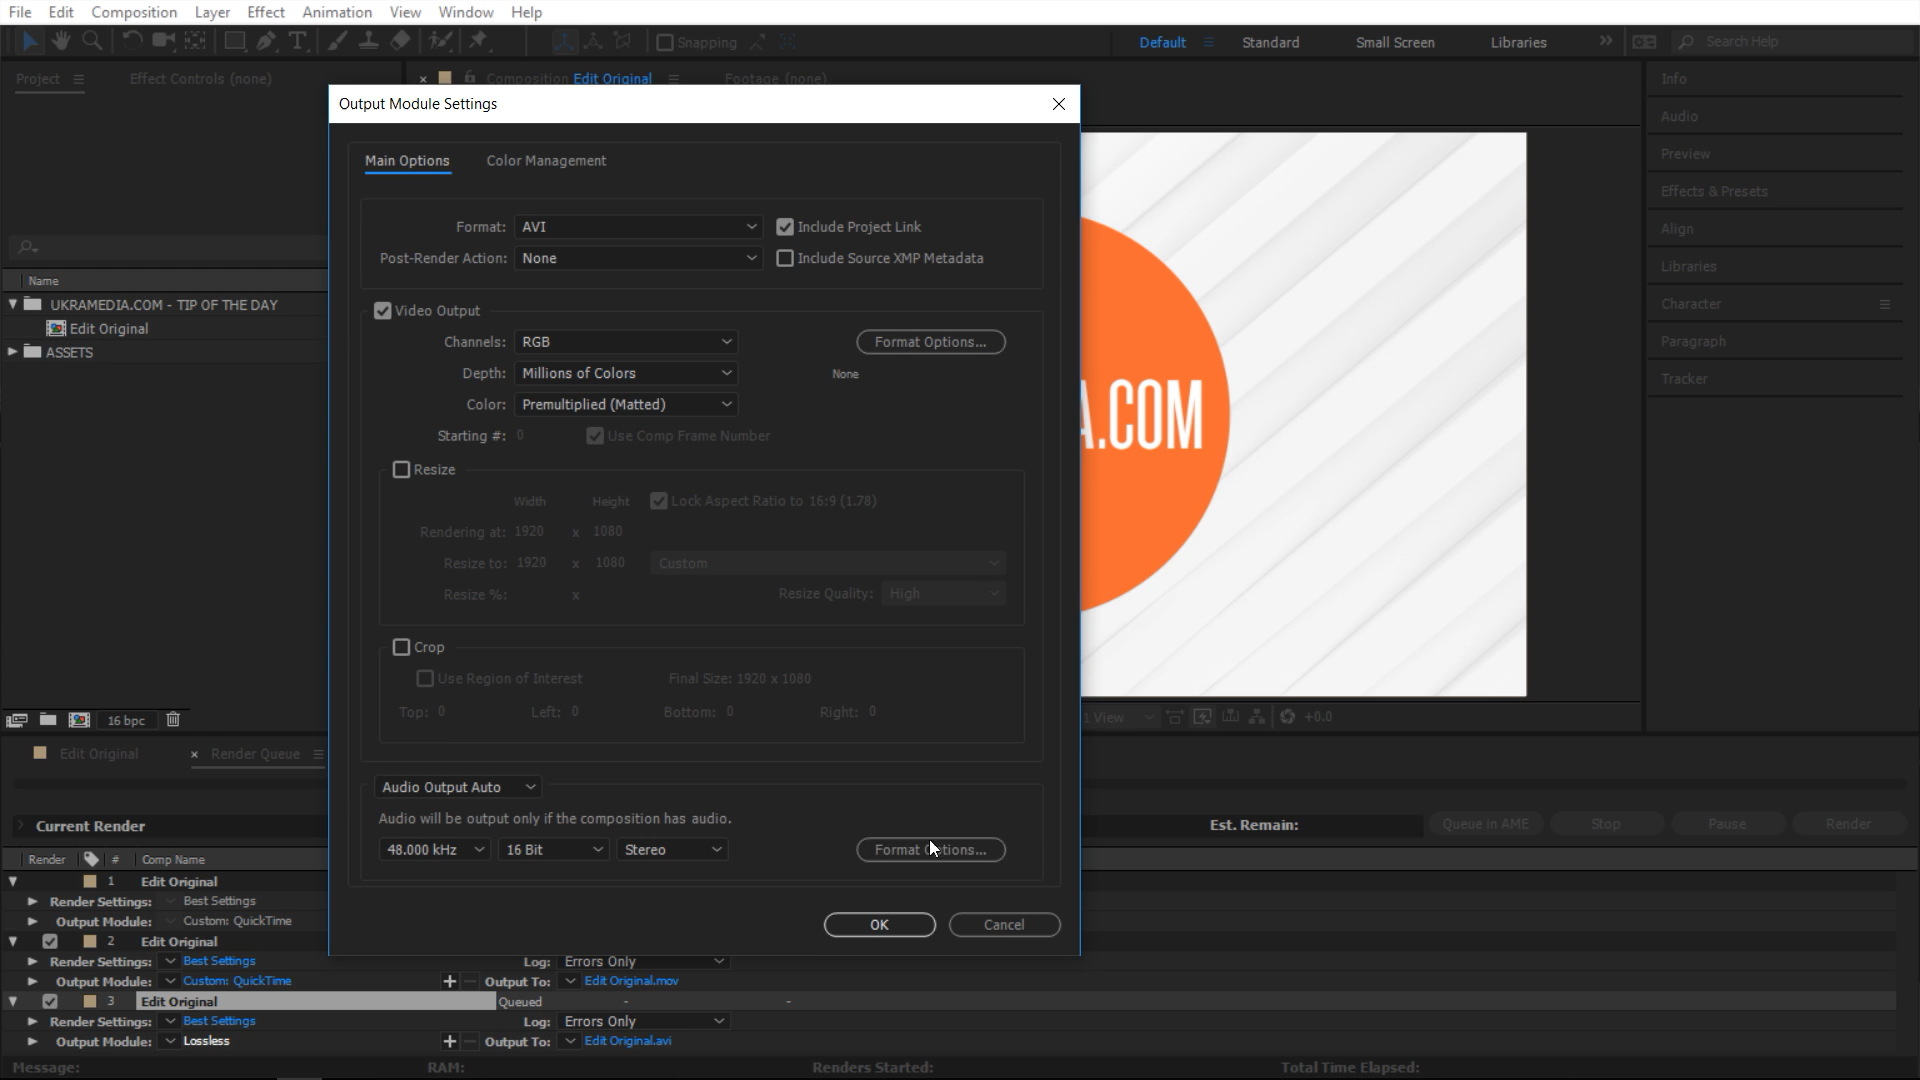 File Edit Composition Layer Effect Animation View Window Help
Snapping Default Standard Small Screen Libraries Search Help
Project Effect Controls (none) Composition Edit Original Footage (none)
Output Module Settings
Main Options Color Management
Format: AVI Include Project Link
Post-Render Action: None Include Source XMP Metadata
Video Output
Channels: RGB Format Options...
Depth: Millions of Colors None
Color: Premultiplied (Matted)
Starting #: 0 Use Comp Frame Number
Resize
Width Height Lock Aspect Ratio to 16:9 (1.78)
Rendering at: 1920 x 1080
Resize to: 1920 x 1080 Custom
Resize %: x Resize Quality: High
Crop
Use Region of Interest Final Size: 1920 x 1080
Top: 0 Left: 0 Bottom: 0 Right: 0
Audio Output Auto
Audio will be output only if the composition has audio.
48.000 kHz 16 Bit Stereo Format Options...
OK Cancel
Name
UKRAMEDIA.COM - TIP OF THE DAY
Edit Original
ASSETS
16 bpc
A.COM
1 View +0.0
Info
Audio
Preview
Effects & Presets
Align
Libraries
Character
Paragraph
Tracker
Edit Original Render Queue
Current Render Est. Remain: Queue in AME Stop Pause Render
Render # Comp Name
1 Edit Original
Render Settings: Best Settings
Output Module: Custom: QuickTime
2 Edit Original
Render Settings: Best Settings Log: Errors Only
Output Module: Custom: QuickTime Output To: Edit Original.mov
3 Edit Original Queued - -
Render Settings: Best Settings Log: Errors Only
Output Module: Lossless Output To: Edit Original.avi
Message: RAM: Renders Started: Total Time Elapsed: